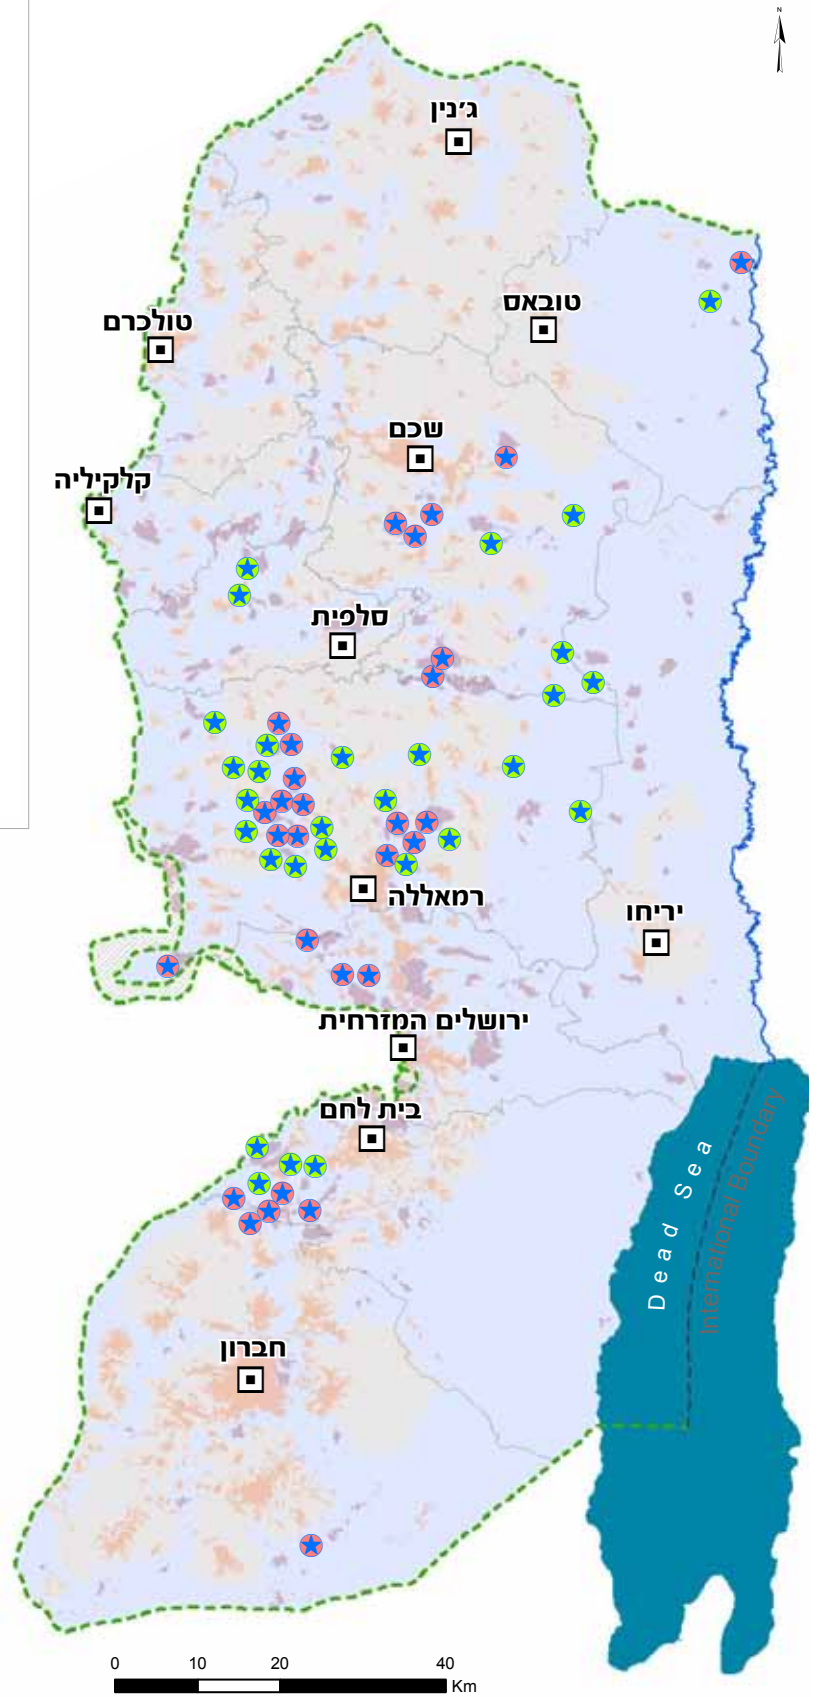 N
ג'נין
טובאס
טולכרם
שכם
קלקיליה
סלפית
רמאללה
יריחו
ירושלים המזרחית
בית לחם
Dead Sea
International Boundary
חברון
0 10 20 40
Km